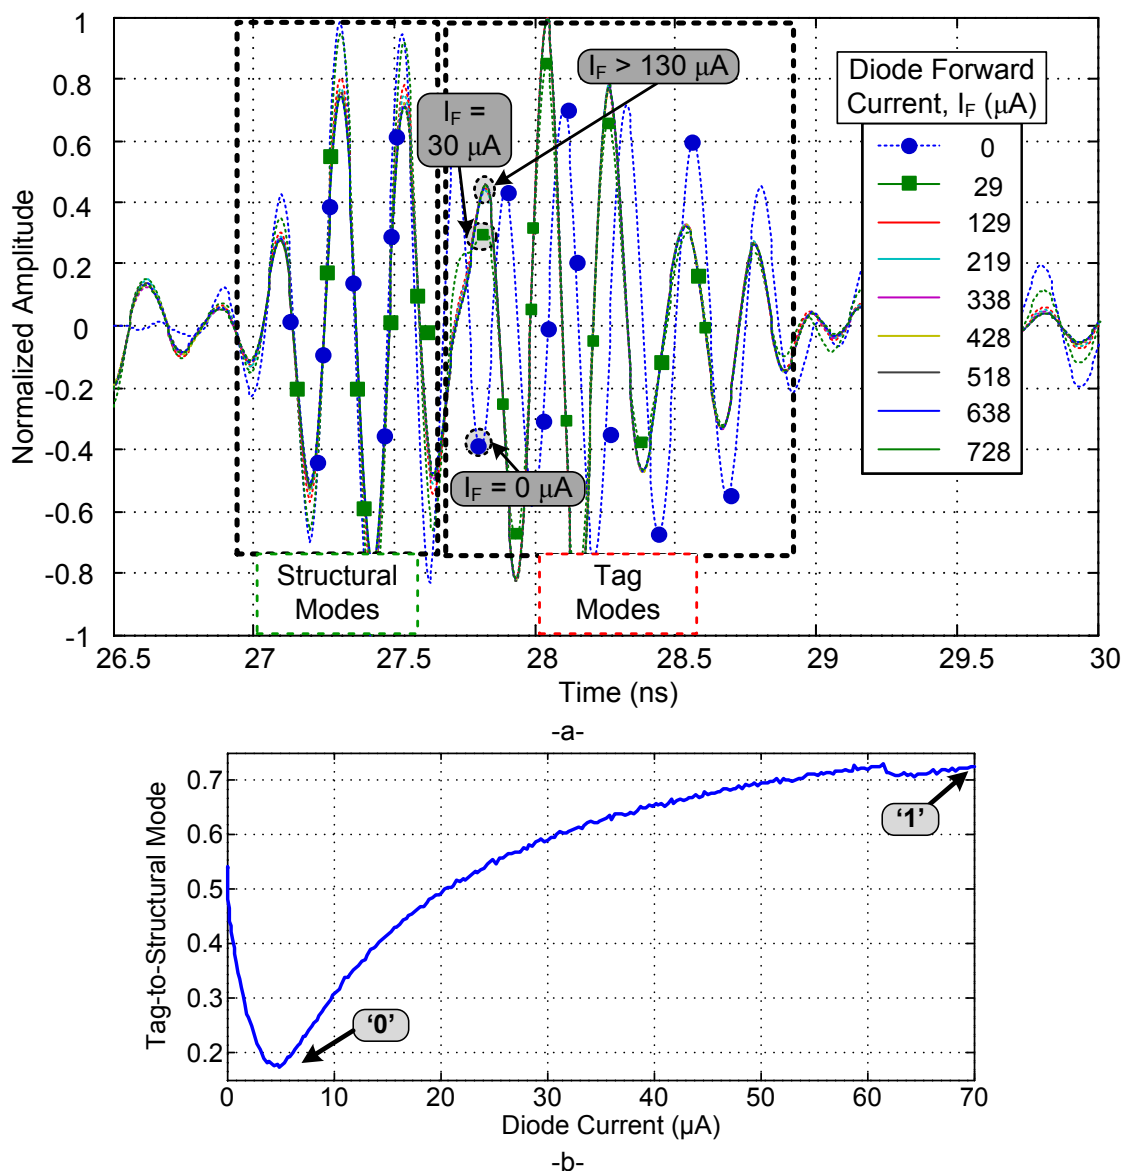 1
0.8
0.6
0.4
0.2
0
-0.2
-0.4
-0.6
-0.8
-1
Normalized Amplitude
I_F > 130 μA
I_F =
30 μA
I_F = 0 μA
Diode Forward
Current, I_F (μA)
0
29
129
219
338
428
518
638
728
Structural
Modes
Tag
Modes
26.5 27 27.5 28 28.5 29 29.5 30
Time (ns)
-a-
0.7
0.6
0.5
0.4
0.3
0.2
Tag-to-Structural Mode
'1'
'0'
0 10 20 30 40 50 60 70
Diode Current (μA)
-b-